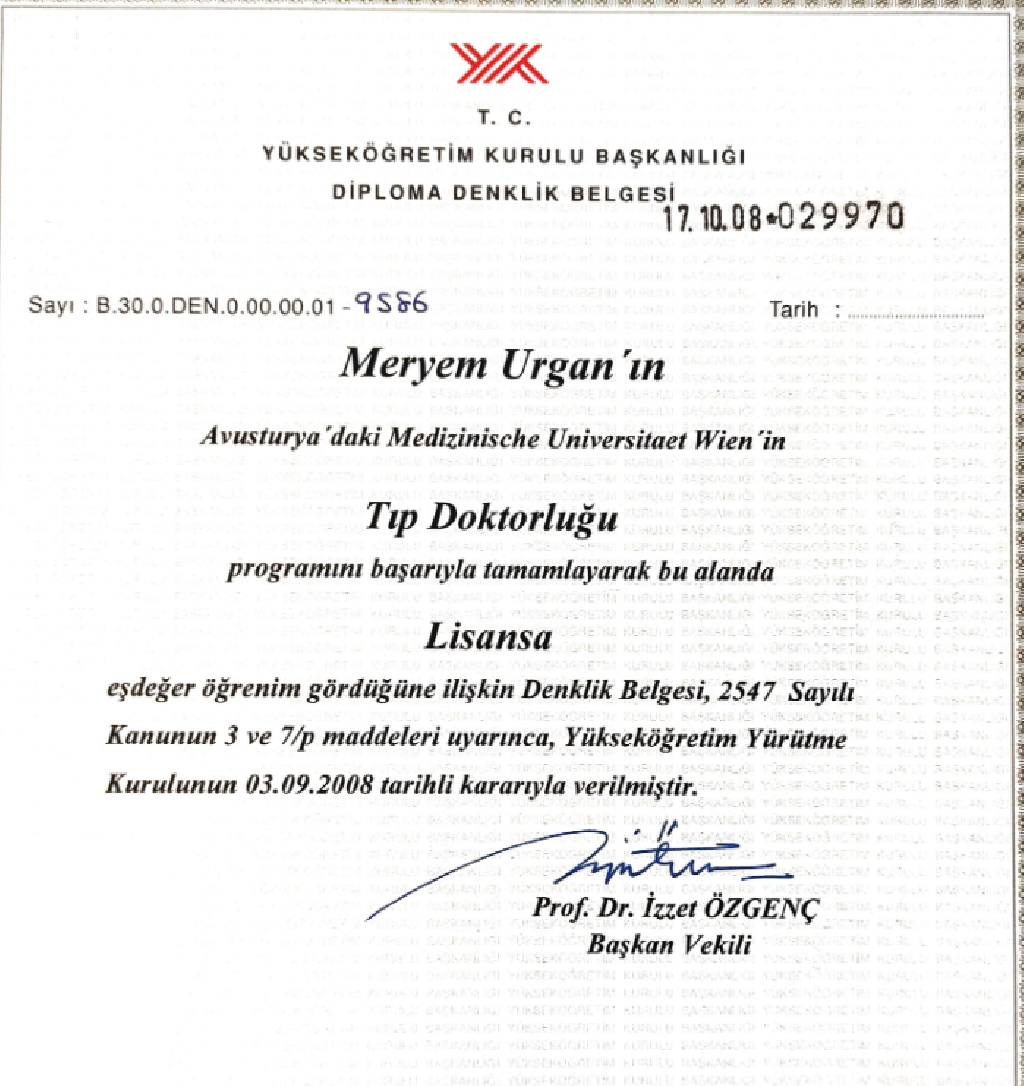 T. C.
YÜKSEKÖĞRETİM KURULU BAŞKANLIĞI
DİPLOMA DENKLİK BELGESİ
17.10.08*029970
Sayı : B.30.0.DEN.0.00.00.01 - 9586
Tarih : ................................
Meryem Urgan´ın
Avusturya´daki Medizinische Universitaet Wien´in
Tıp Doktorluğu
programını başarıyla tamamlayarak bu alanda
Lisansa
eşdeğer öğrenim gördüğüne ilişkin Denklik Belgesi, 2547 Sayılı
Kanunun 3 ve 7/p maddeleri uyarınca, Yükseköğretim Yürütme
Kurulunun 03.09.2008 tarihli kararıyla verilmiştir.
Prof. Dr. İzzet ÖZGENÇ
Başkan Vekili